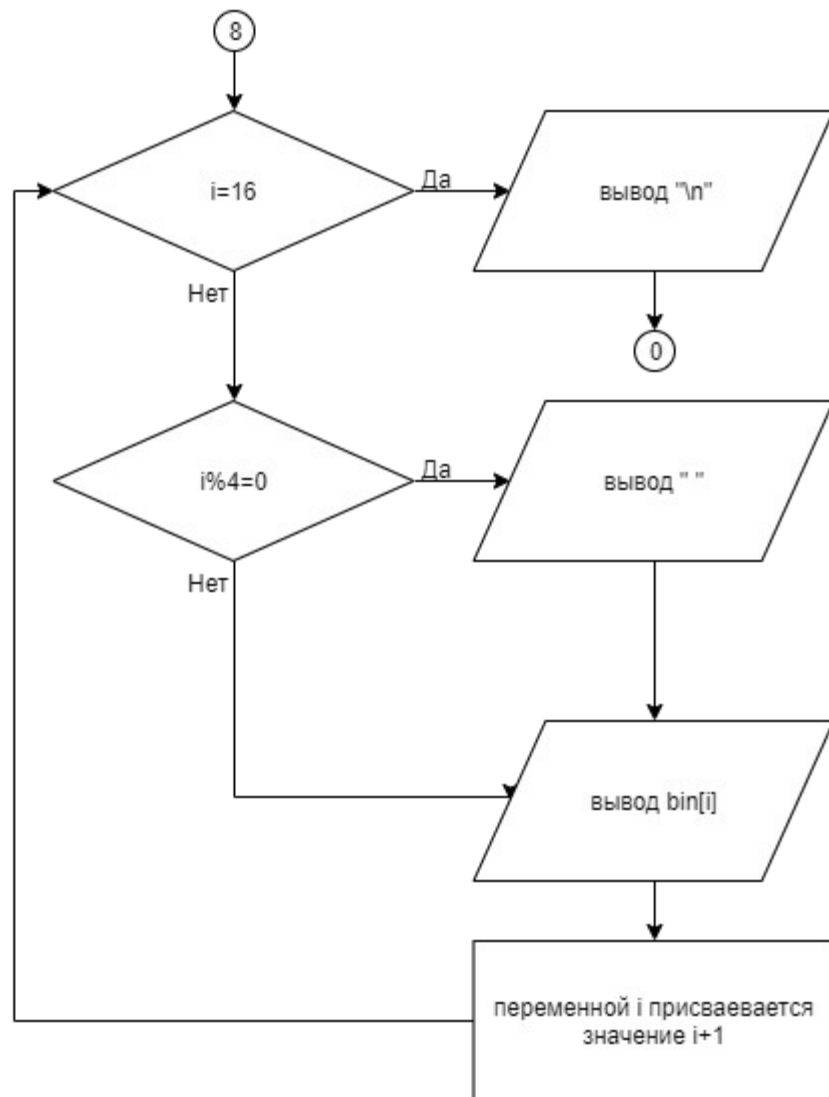 8
i=16
Да
вывод "\n"
Нет
0
i%4=0
Да
вывод " "
Нет
вывод bin[i]
переменной i присваевается
значение i+1